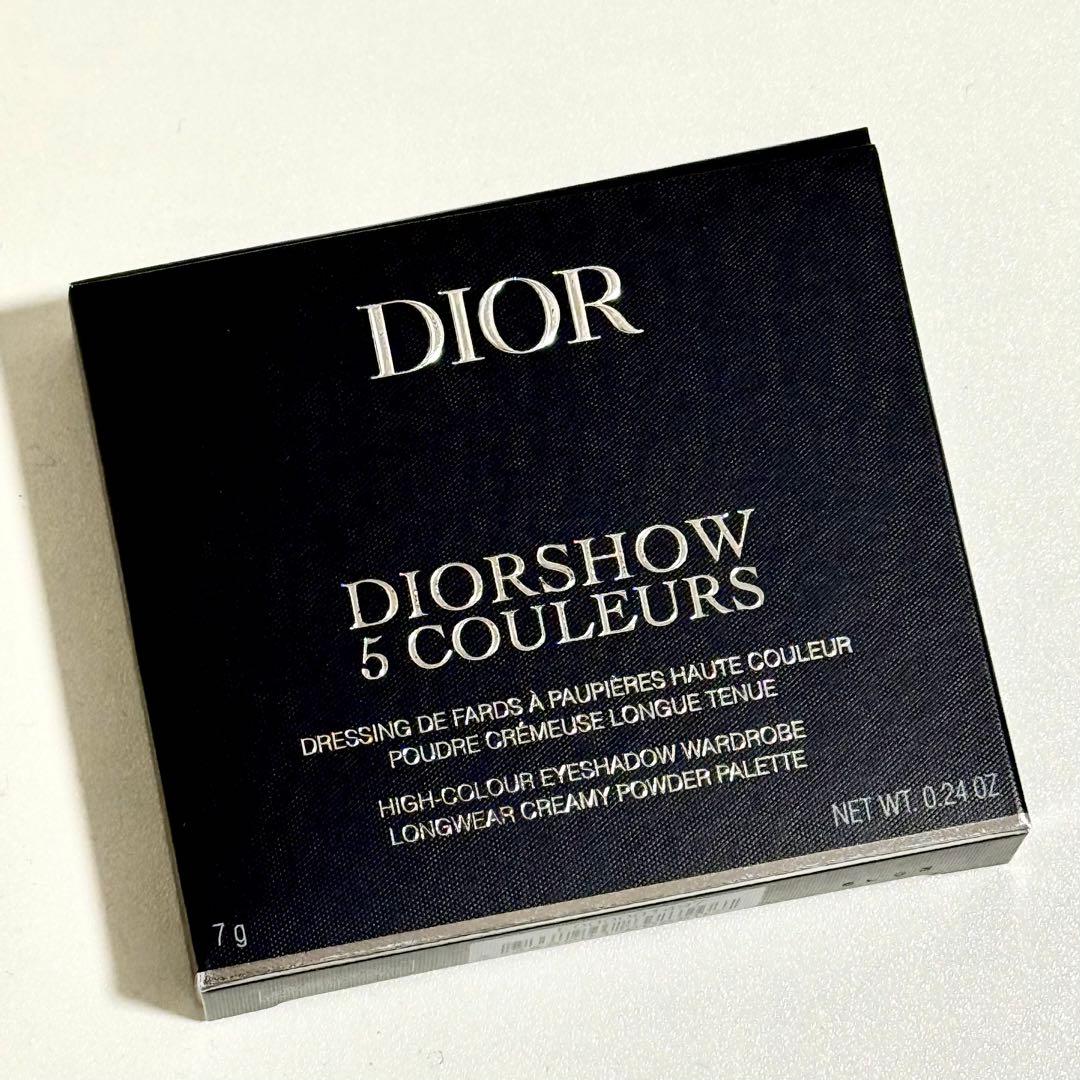 DIOR
DIORSHOW
5 COULEURS
DRESSING DE FARDS À PAUPIÈRES HAUTE COULEUR
POUDRE CRÉMEUSE LONGUE TENUE
HIGH-COLOUR EYESHADOW WARDROBE
LONGWEAR CREAMY POWDER PALETTE
7 g
NET WT. 0.24 OZ